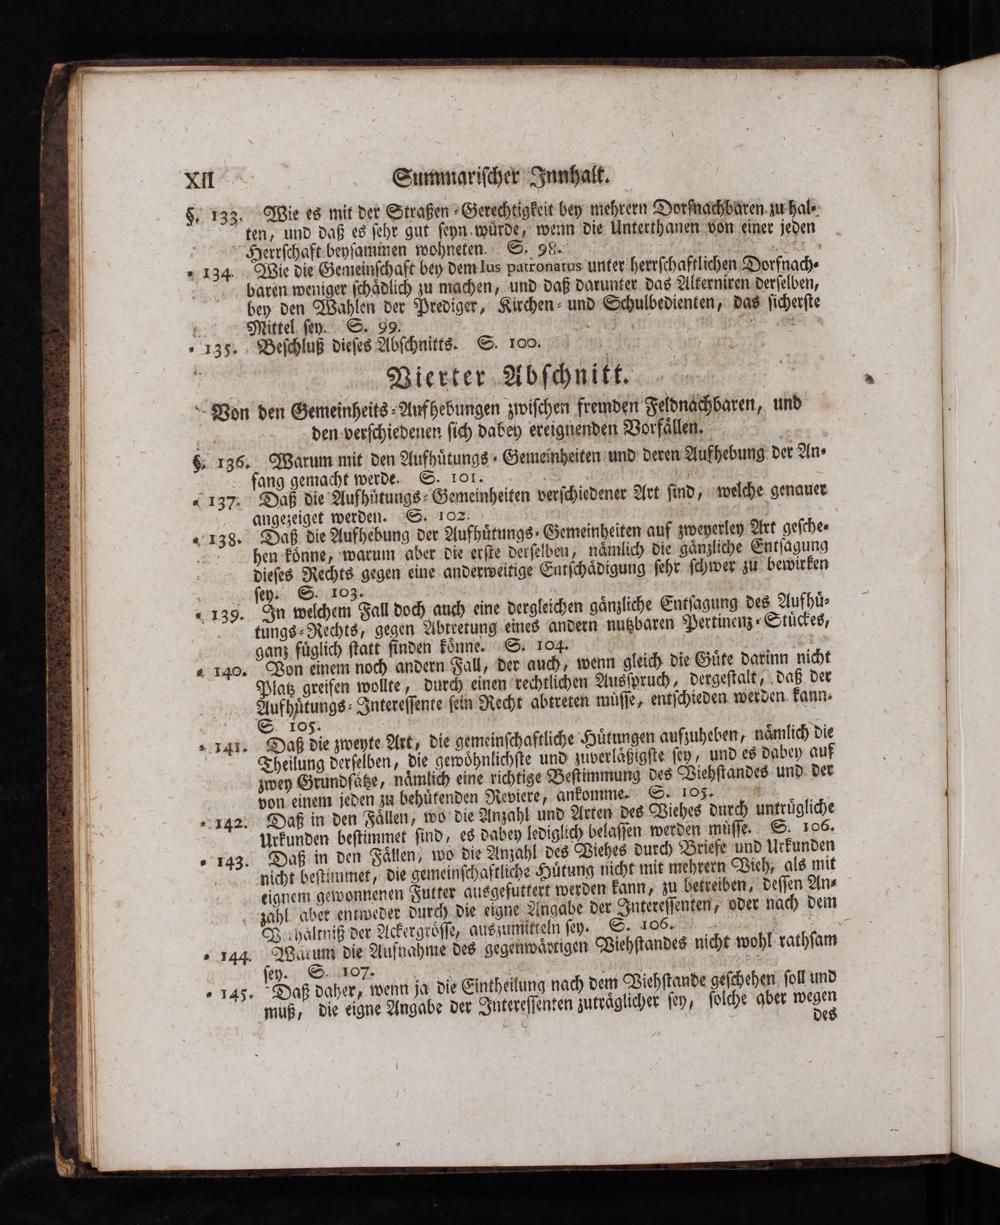 XII Summarischer Innhalt.
§. 133. Wie es mit der Straßen-Gerechtigkeit bey mehrern Dorfnachbaren zu hal-
ten, und daß es sehr gut seyn würde, wenn die Unterthanen von einer jeden
Herrschaft beysammen wohneten. S. 98.
- 134. Wie die Gemeinschaft bey dem Ius patronatus unter herrschaftlichen Dorfnach-
baren weniger schädlich zu machen, und daß darunter das Alterniren derselben,
bey den Wahlen der Prediger, Kirchen- und Schulbedienten, das sicherste
Mittel sey. S. 99.
- 135. Beschluß dieses Abschnitts. S. 100.
Vierter Abschnitt.
Von den Gemeinheits-Aufhebungen zwischen fremden Feldnachbaren, und
den verschiedenen sich dabey ereignenden Vorfällen.
§. 136. Warum mit den Aufhütungs-Gemeinheiten und deren Aufhebung der An-
fang gemacht werde. S. 101.
- 137. Daß die Aufhütungs-Gemeinheiten verschiedener Art sind, welche genauer
angezeiget werden. S. 102.
- 138. Daß die Aufhebung der Aufhütungs-Gemeinheiten auf zweyerley Art gesche-
hen könne, warum aber die erste derselben, nämlich die gänzliche Entsagung
dieses Rechts gegen eine anderweitige Entschädigung sehr schwer zu bewirken
sey. S. 103.
- 139. In welchem Fall doch auch eine dergleichen gänzliche Entsagung des Aufhü-
tungs-Rechts, gegen Abtretung eines andern nutzbaren Pertinenz-Stückes,
ganz füglich statt finden könne. S. 104.
- 140. Von einem noch andern Fall, der auch, wenn gleich die Güte darinn nicht
Platz greifen wollte, durch einen rechtlichen Ausspruch, dergestalt, daß der
Aufhütungs-Interessente sein Recht abtreten müsse, entschieden werden kann.
S. 105.
- 141. Daß die zweyte Art, die gemeinschaftliche Hütungen aufzuheben, nämlich die
Theilung derselben, die gewöhnlichste und zuverläßigste sey, und es dabey auf
zwey Grundsätze, nämlich eine richtige Bestimmung des Viehstandes und der
von einem jeden zu behütenden Reviere, ankomme. S. 105.
- 142. Daß in den Fällen, wo die Anzahl und Arten des Viehes durch untrügliche
Urkunden bestimmet sind, es dabey lediglich belassen werden müsse. S. 106.
- 143. Daß in den Fällen, wo die Anzahl des Viehes durch Briefe und Urkunden
nicht bestimmet, die gemeinschaftliche Hütung nicht mit mehrern Vieh, als mit
eignem gewonnenen Futter ausgefuttert werden kann, zu betreiben, dessen An-
zahl aber entweder durch die eigne Angabe der Interessenten, oder nach dem
Verhältniß der Ackergrösse, auszumitteln sey. S. 106.
- 144. Warum die Aufnahme des gegenwärtigen Viehstandes nicht wohl rathsam
sey. S. 107.
- 145. Daß daher, wenn ja die Eintheilung nach dem Viehstande geschehen soll und
muß, die eigne Angabe der Interessenten zuträglicher sey, solche aber wegen
des